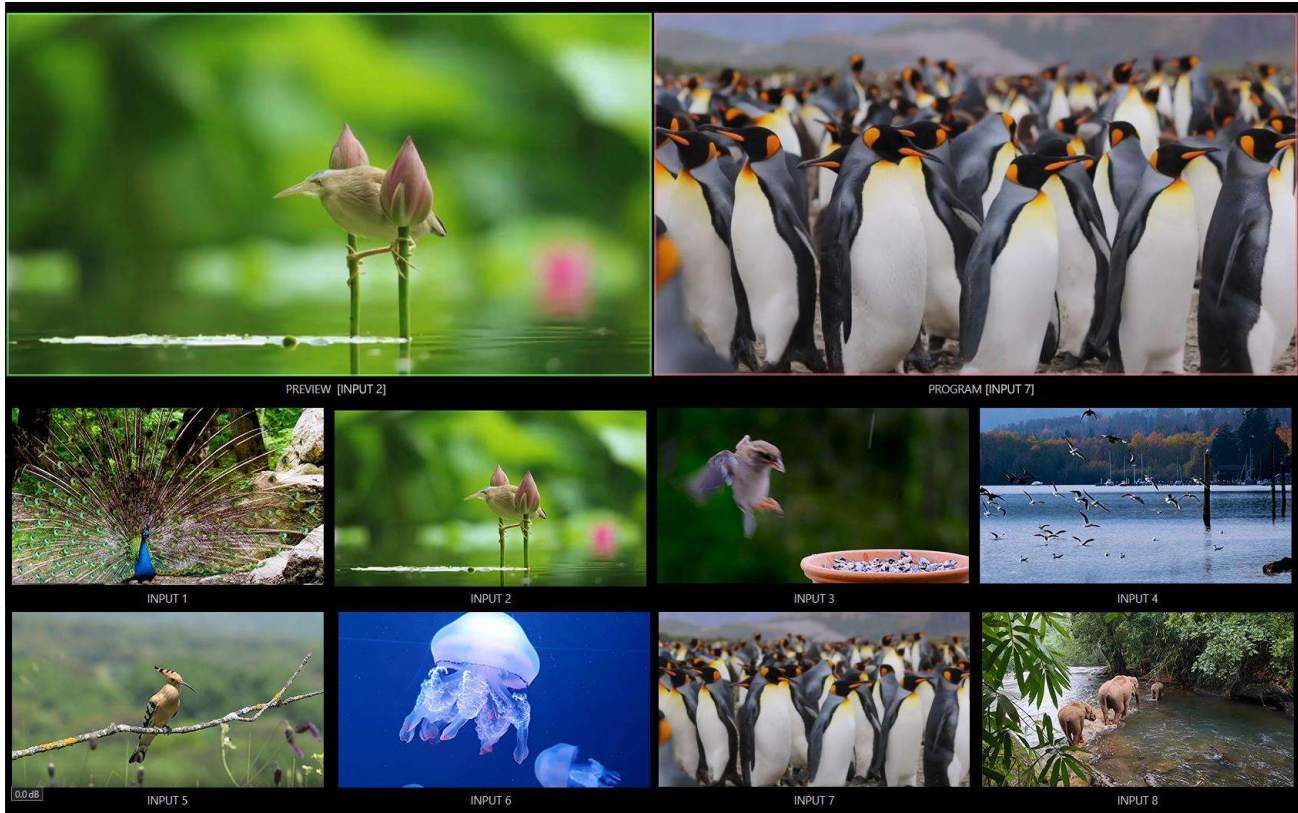 PREVIEW [INPUT 2]
PROGRAM [INPUT 7]
INPUT 1
INPUT 2
INPUT 3
INPUT 4
0.0 dB
INPUT 5
INPUT 6
INPUT 7
INPUT 8